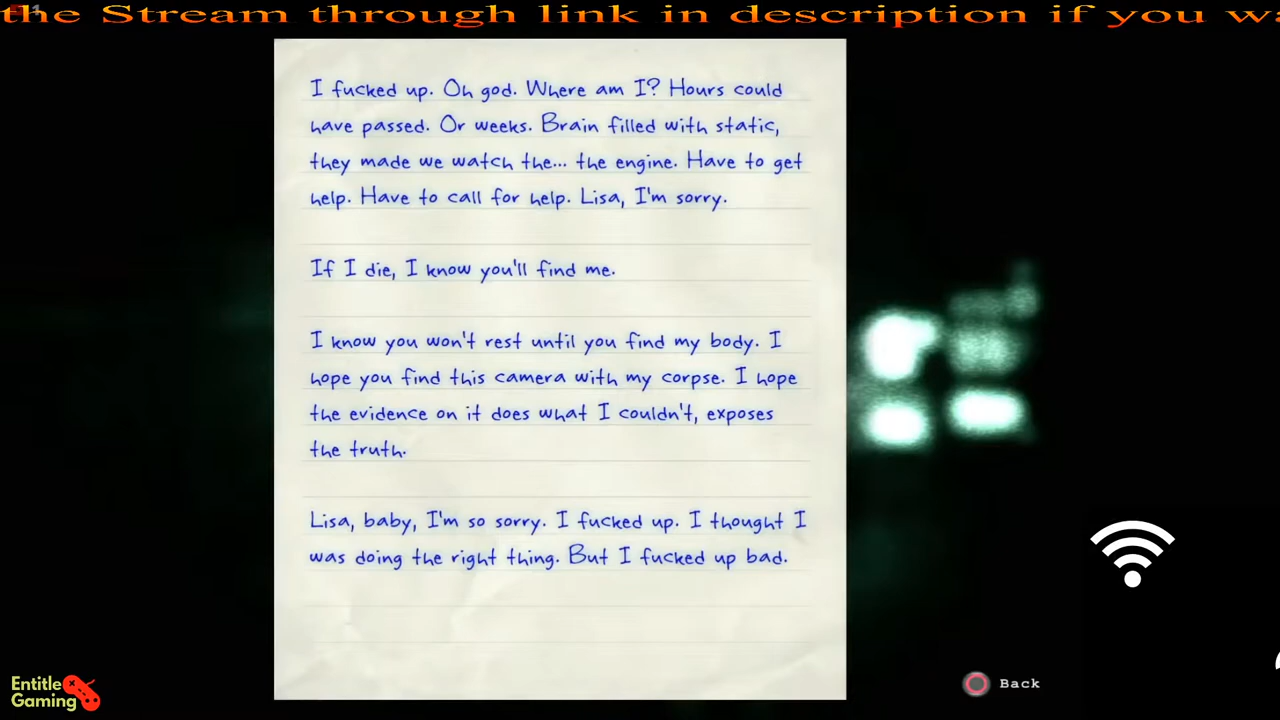 the Stream through link in description if you w
I fucked up. Oh god. Where am I? Hours could
have passed. Or weeks. Brain filled with static,
they made we watch the... the engine. Have to get
help. Have to call for help. Lisa, I'm sorry.
If I die, I know you'll find me.
I know you won't rest until you find my body. I
hope you find this camera with my corpse. I hope
the evidence on it does what I couldn't, exposes
the truth.
Lisa, baby, I'm so sorry. I fucked up. I thought I
was doing the right thing. But I fucked up bad.
Back
Entitle
Gaming